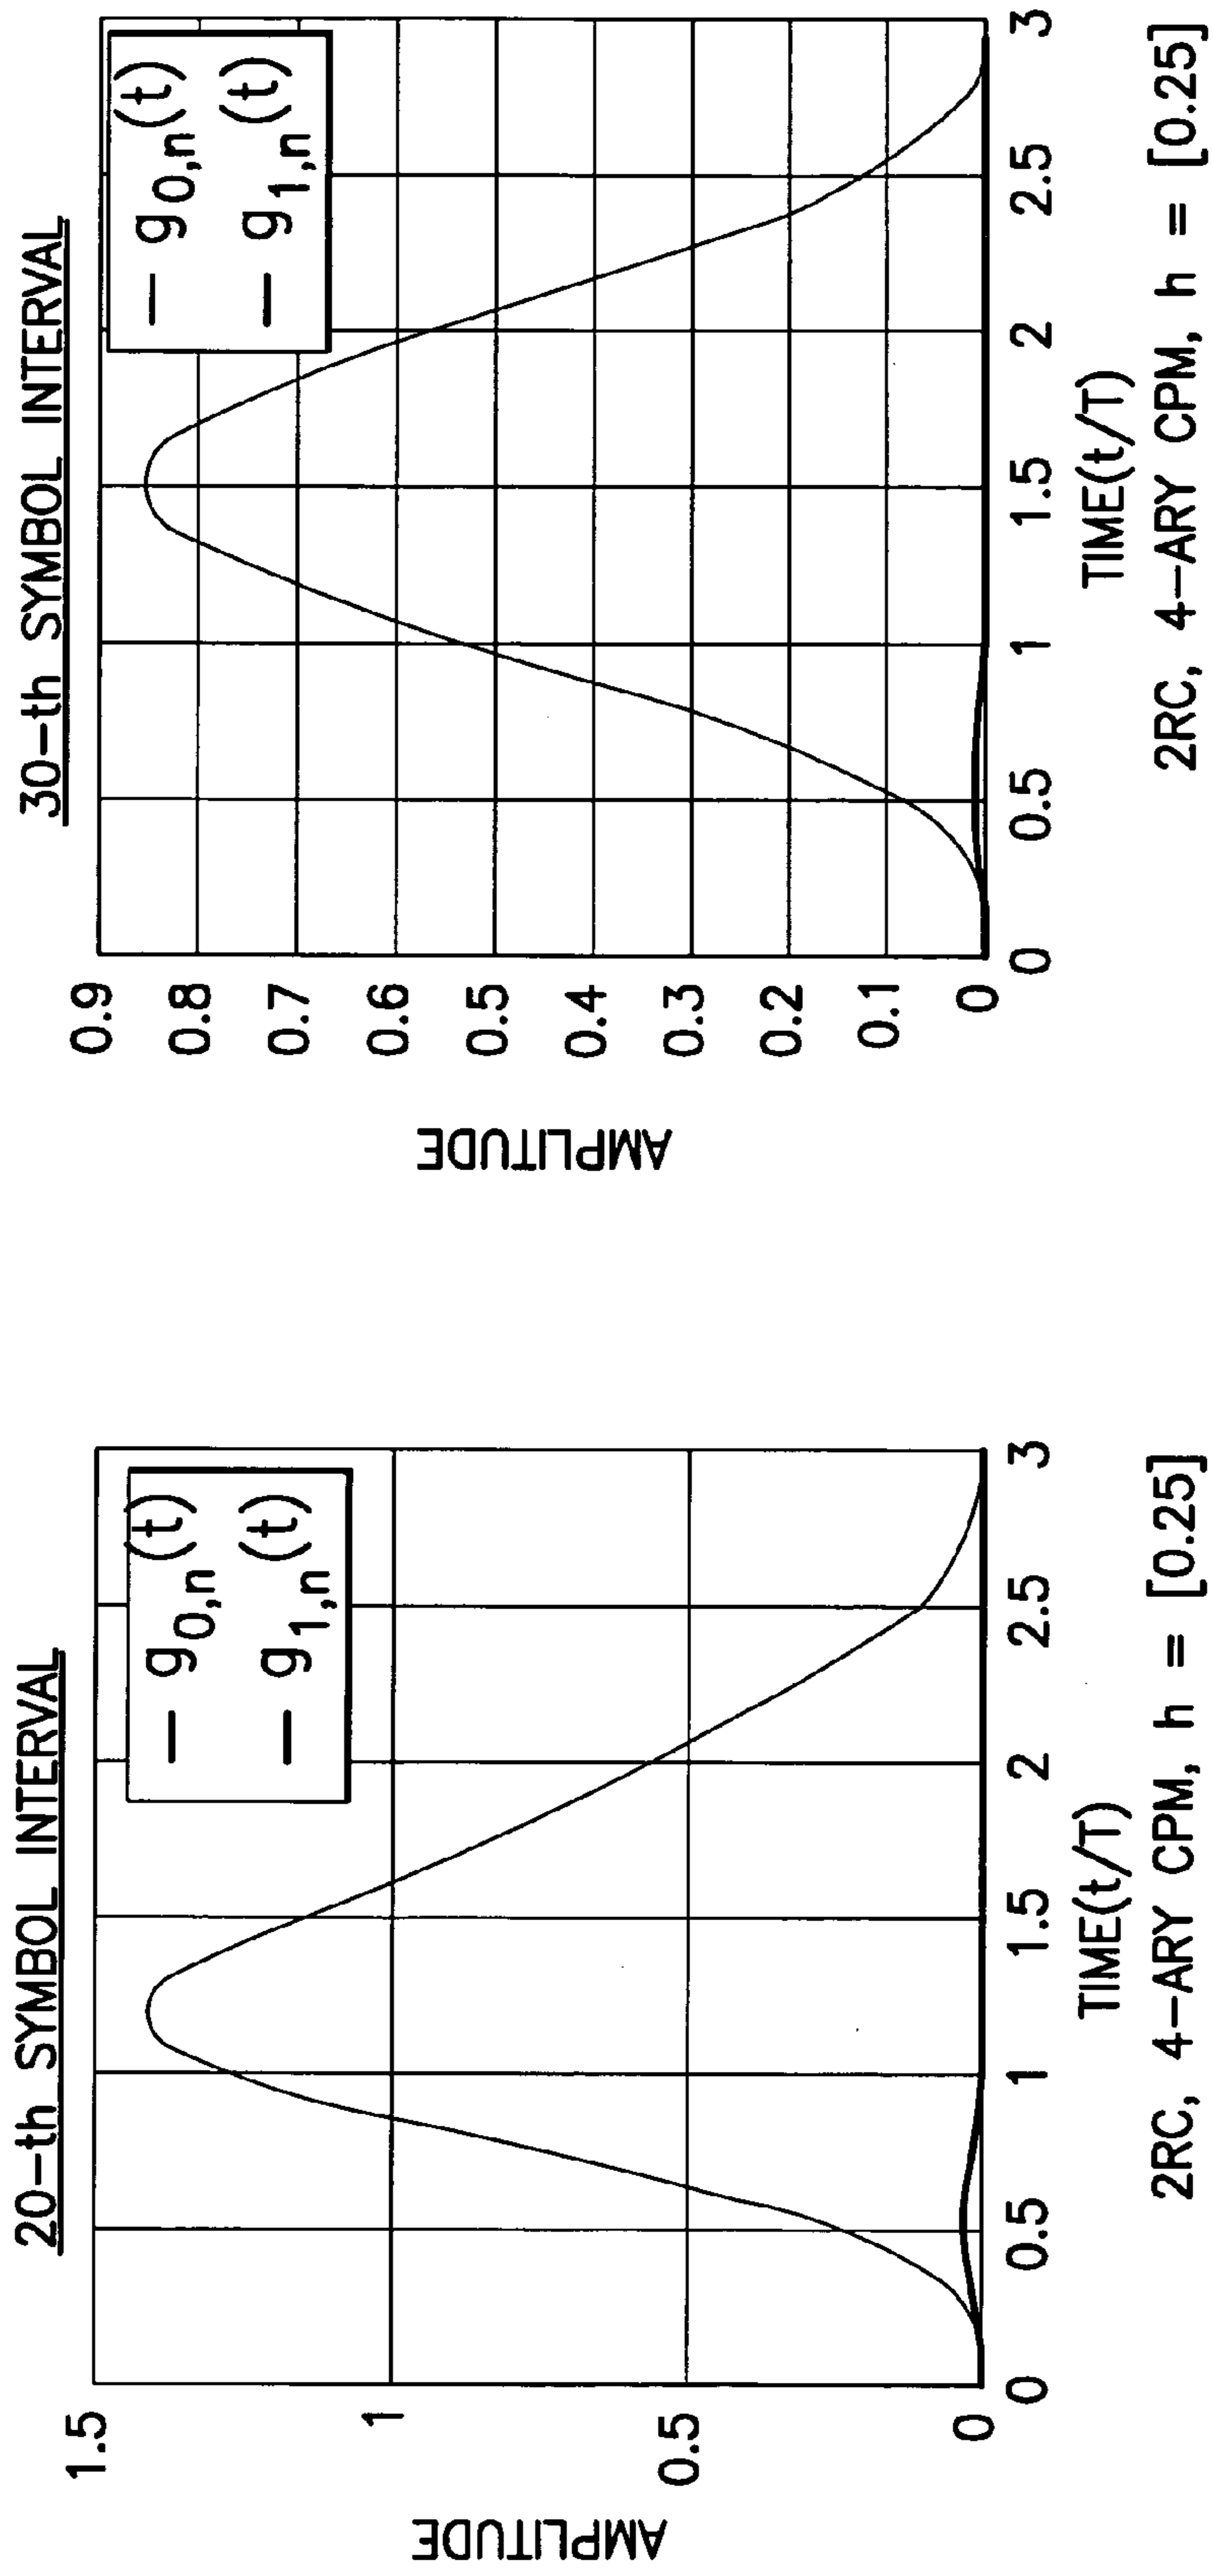 20-th SYMBOL INTERVAL
1.5
1
0.5
0
AMPLITUDE
g0,n(t)
g1,n(t)
0 0.5 1 1.5 2 2.5 3
TIME(t/T)
2RC, 4-ARY CPM, h = [0.25]
30-th SYMBOL INTERVAL
0.9
0.8
0.7
0.6
0.5
0.4
0.3
0.2
0.1
0
AMPLITUDE
g0,n(t)
g1,n(t)
0 0.5 1 1.5 2 2.5 3
TIME(t/T)
2RC, 4-ARY CPM, h = [0.25]